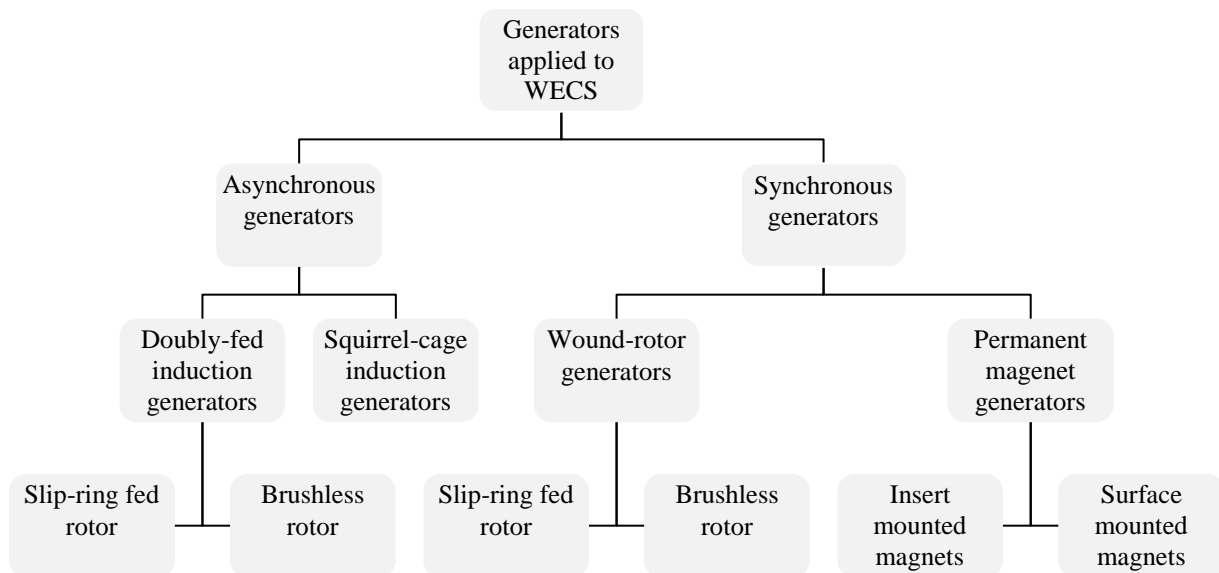 Generators
applied to
WECS
Asynchronous
generators
Synchronous
generators
Doubly-fed
induction
generators
Squirrel-cage
induction
generators
Wound-rotor
generators
Permanent
magenet
generators
Slip-ring fed
rotor
Brushless
rotor
Slip-ring fed
rotor
Brushless
rotor
Insert
mounted
magnets
Surface
mounted
magnets